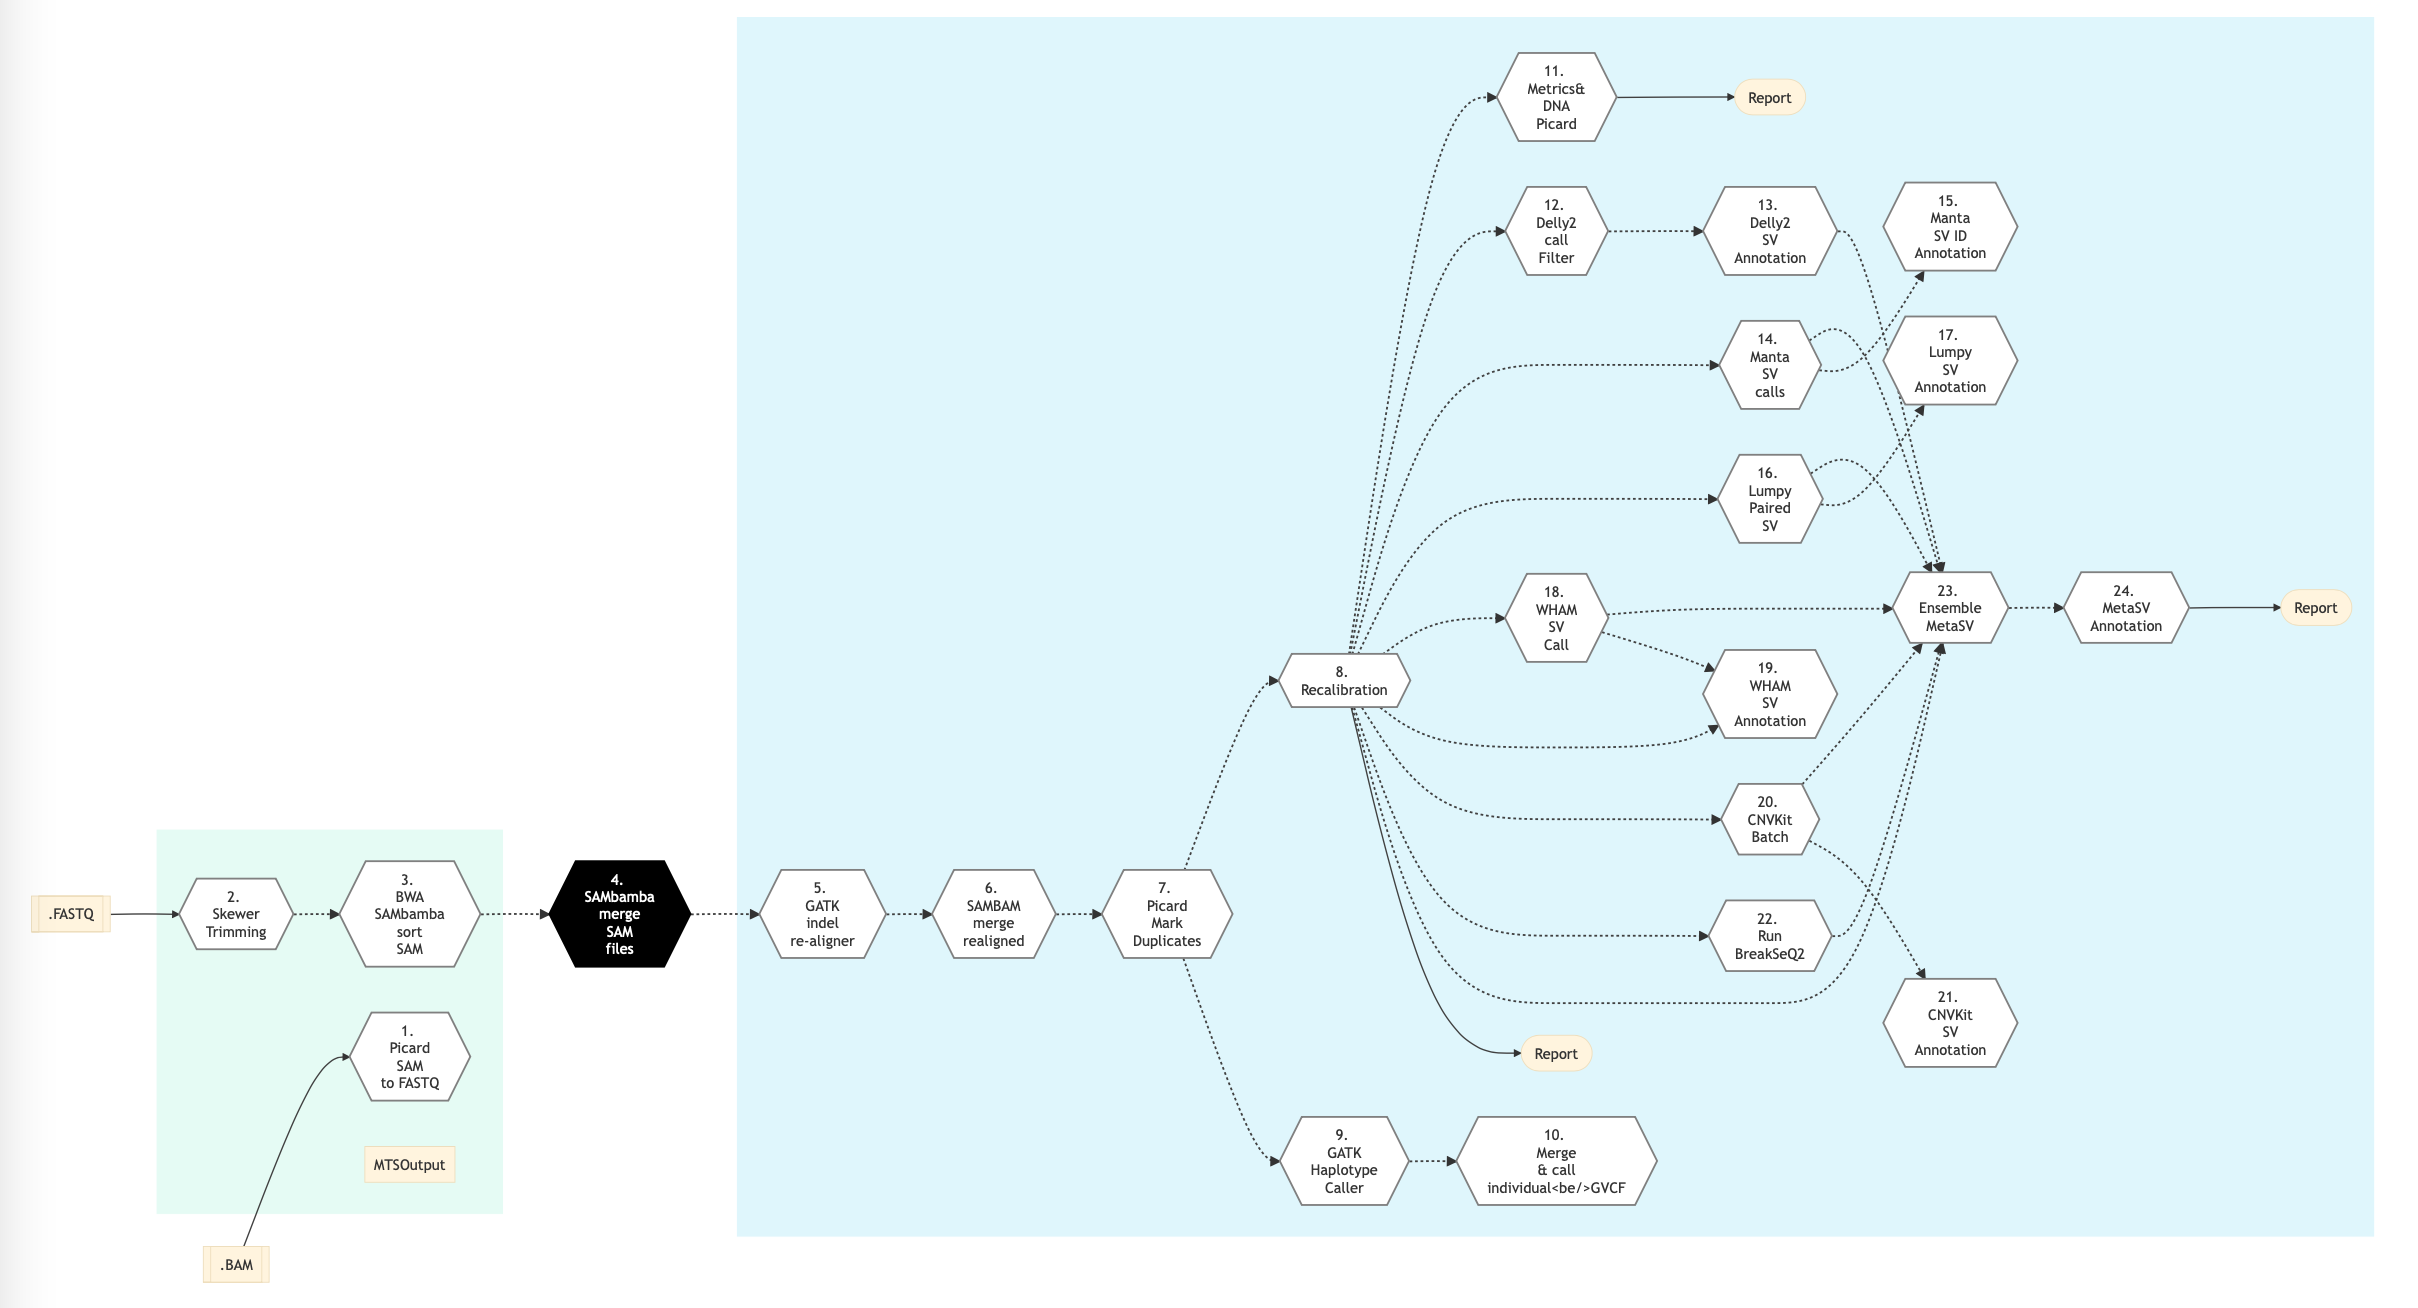 11.
Metrics&
DNA
Picard
Report
12.
Delly2
call
Filter
13.
Delly2
SV
Annotation
15.
Manta
SV ID
Annotation
14.
Manta
SV
calls
17.
Lumpy
SV
Annotation
16.
Lumpy
Paired
SV
18.
WHAM
SV
Call
23.
Ensemble
MetaSV
24.
MetaSV
Annotation
Report
8.
Recalibration
19.
WHAM
SV
Annotation
20.
CNVKit
Batch
.FASTQ
2.
Skewer
Trimming
3.
BWA
SAMbamba
sort
SAM
4.
SAMbamba
merge
SAM
files
5.
GATK
indel
re-aligner
6.
SAMBAM
merge
realigned
7.
Picard
Mark
Duplicates
22.
Run
BreakSeQ2
21.
CNVKit
SV
Annotation
1.
Picard
SAM
to FASTQ
Report
MTSOutput
9.
GATK
Haplotype
Caller
10.
Merge
& call
individual<be/>GVCF
.BAM